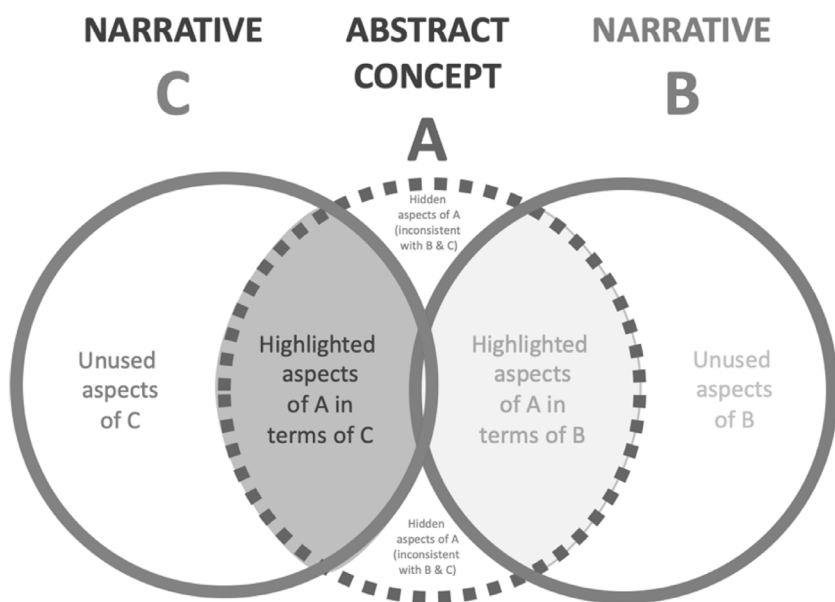 NARRATIVE
C
ABSTRACT
CONCEPT
A
NARRATIVE
B
Hidden
aspects of A
(inconsistent
with B & C)
Unused
aspects
of C
Highlighted
aspects
of A in
terms of C
Highlighted
aspects
of A in
terms of B
Unused
aspects
of B
Hidden
aspects of A
(inconsistent
with B & C)